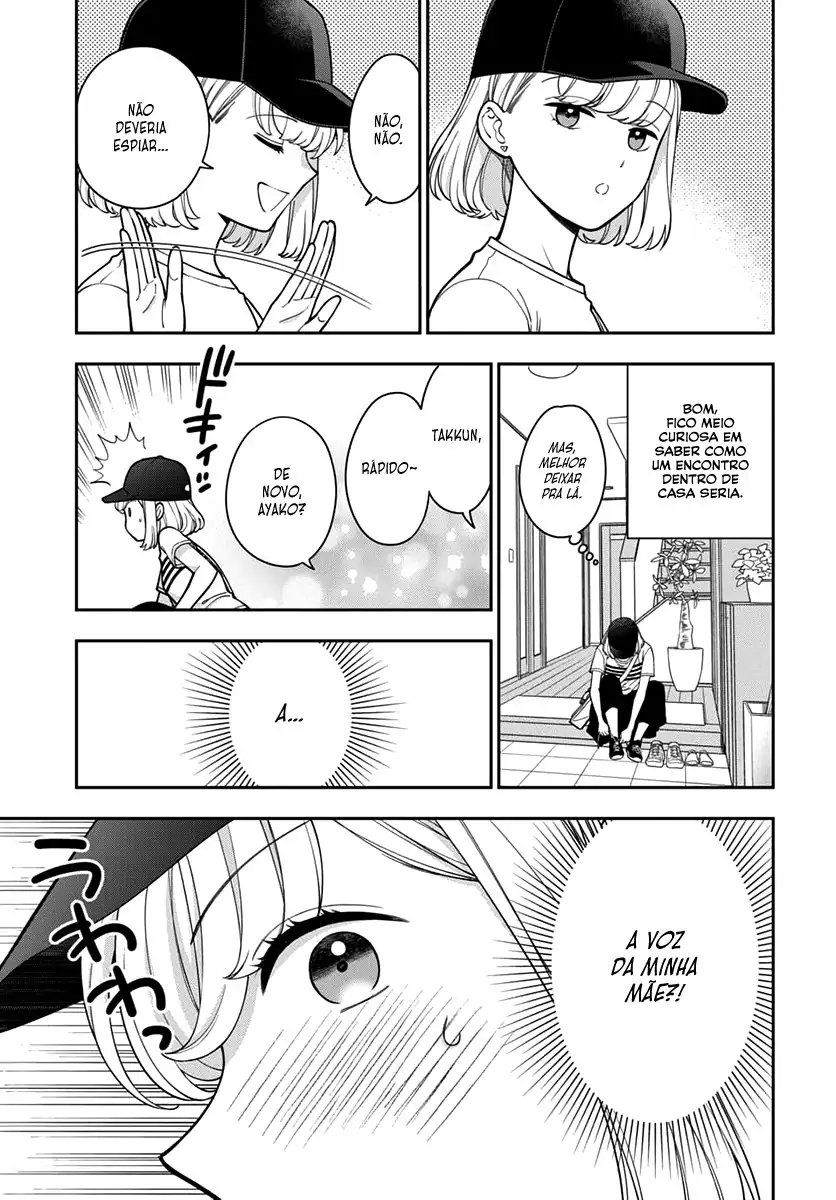 NÃO,
NÃO.
NÃO
DEVERIA
ESPIAR...
BOM,
FICO MEIO
CURIOSA EM
SABER COMO
UM ENCONTRO
DENTRO DE
CASA SERIA.
MAS,
MELHOR
DEIXAR
PRÁ LÁ.
TAKKUN,
RÁPIDO~
DE
NOVO,
AYAKO?
ドキィッ
A...
A VOZ
DA MINHA
MÃE?!
うわわっ